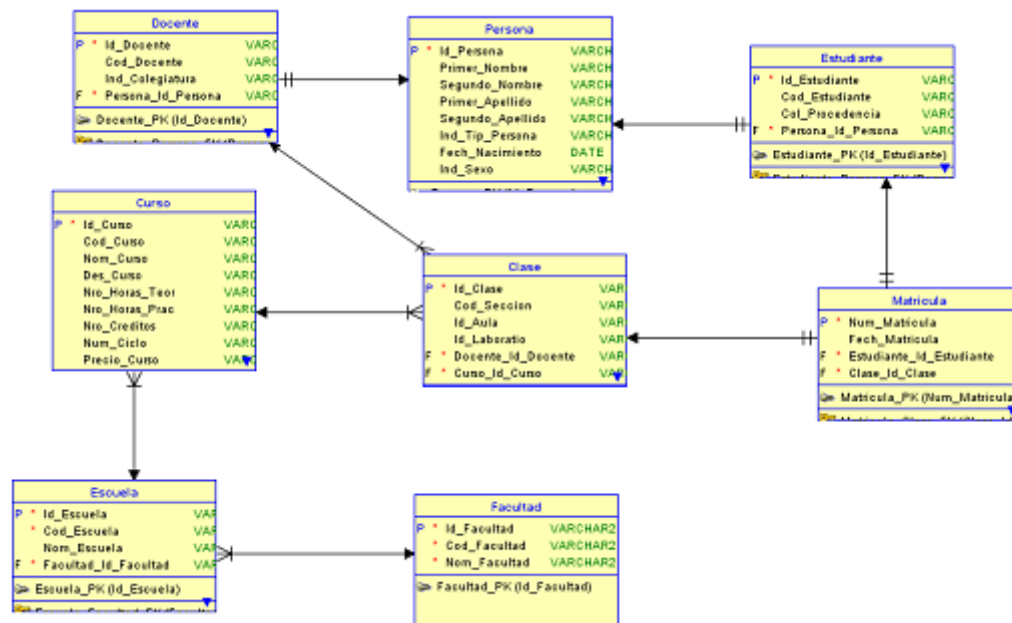 Docente
P * Id_Docente VARC
Cod_Docente VARC
Ind_Colegiatura VARC
F * Persona_Id_Persona VARC
Docente_PK (Id_Docente)
Persona
P * Id_Persona VARCH
Primer_Nombre VARCH
Segundo_Nombre VARCH
Primer_Apellido VARCH
Segundo_Apellido VARCH
Ind_Tip_Persona VARCH
Fech_Nacimiento DATE
Ind_Sexo VARCH
Estudiante
P * Id_Estudiante VARC
Cod_Estudiante VARC
Col_Procedencia VARC
F * Persona_Id_Persona VARC
Estudiante_PK (Id_Estudiante)
Curso
P * Id_Curso VARC
Cod_Curso VARC
Nom_Curso VARC
Des_Curso VARC
Nro_Horas_Teor VARC
Nro_Horas_Prac VARC
Nro_Creditos VARC
Num_Ciclo VARC
Precio_Curso VARC
Clase
P * Id_Clase VAR
Cod_Seccion VAR
Id_Aula VAR
Id_Laboratio VAR
F * Docente_Id_Docente VAR
F * Curso_Id_Curso VAR
Matricula
P * Num_Matricula
Fech_Matricula
F * Estudiante_Id_Estudiante
F * Clase_Id_Clase
Matricula_PK (Num_Matricula
Escuela
P * Id_Escuela VAR
* Cod_Escuela VAR
Nom_Escuela VAR
F * Facultad_Id_Facultad VAR
Escuela_PK (Id_Escuela)
Facultad
P * Id_Facultad VARCHAR2
* Cod_Facultad VARCHAR2
* Nom_Facultad VARCHAR2
Facultad_PK (Id_Facultad)